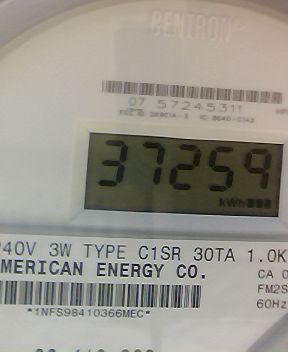 CENTRON
07 57245311
37259
kWh
240V 3W TYPE C1SR 30TA 1.0K
AMERICAN ENERGY CO.
CA 0
FM2S
60Hz
*1NFS98410366MEC*